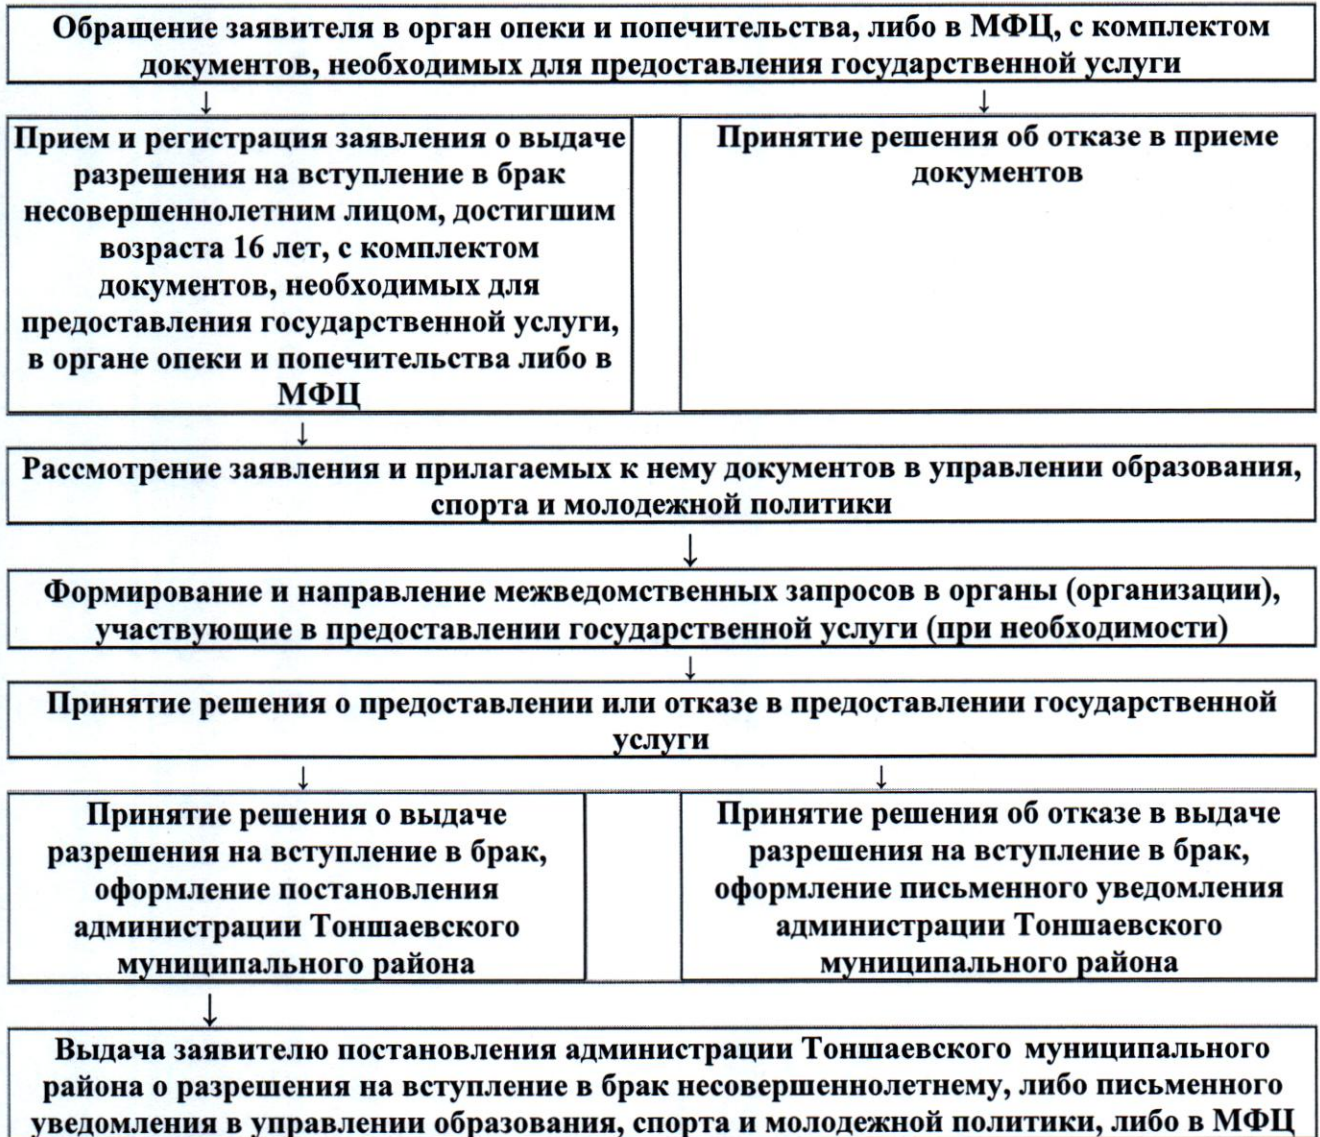 Обращение заявителя в орган опеки и попечительства, либо в МФЦ, с комплектом
документов, необходимых для предоставления государственной услуги
↓
↓
Прием и регистрация заявления о выдаче
разрешения на вступление в брак
несовершеннолетним лицом, достигшим
возраста 16 лет, с комплектом
документов, необходимых для
предоставления государственной услуги,
в органе опеки и попечительства либо в
МФЦ
Принятие решения об отказе в приеме
документов
↓
Рассмотрение заявления и прилагаемых к нему документов в управлении образования,
спорта и молодежной политики
↓
Формирование и направление межведомственных запросов в органы (организации),
участвующие в предоставлении государственной услуги (при необходимости)
↓
Принятие решения о предоставлении или отказе в предоставлении государственной
услуги
↓
↓
Принятие решения о выдаче
разрешения на вступление в брак,
оформление постановления
администрации Тоншаевского
муниципального района
Принятие решения об отказе в выдаче
разрешения на вступление в брак,
оформление письменного уведомления
администрации Тоншаевского
муниципального района
↓
Выдача заявителю постановления администрации Тоншаевского муниципального
района о разрешения на вступление в брак несовершеннолетнему, либо письменного
уведомления в управлении образования, спорта и молодежной политики, либо в МФЦ